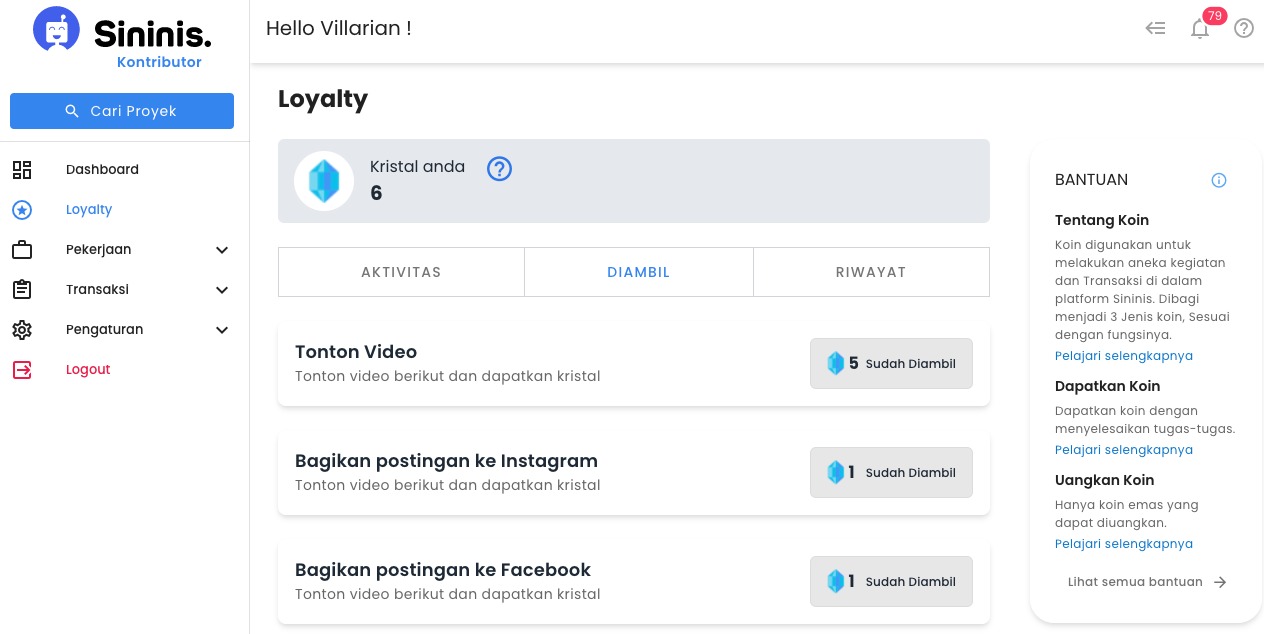 Sininis.
Kontributor
Cari Proyek
Dashboard
Loyalty
Pekerjaan
Transaksi
Pengaturan
Logout
Hello Villarian !
79
Loyalty
Kristal anda
6
AKTIVITAS
DIAMBIL
RIWAYAT
Tonton Video
Tonton video berikut dan dapatkan kristal
5 Sudah Diambil
Bagikan postingan ke Instagram
Tonton video berikut dan dapatkan kristal
1 Sudah Diambil
Bagikan postingan ke Facebook
Tonton video berikut dan dapatkan kristal
1 Sudah Diambil
BANTUAN
Tentang Koin
Koin digunakan untuk
melakukan aneka kegiatan
dan Transaksi di dalam
platform Sininis. Dibagi
menjadi 3 Jenis koin, Sesuai
dengan fungsinya.
Pelajari selengkapnya
Dapatkan Koin
Dapatkan koin dengan
menyelesaikan tugas-tugas.
Pelajari selengkapnya
Uangkan Koin
Hanya koin emas yang
dapat diuangkan.
Pelajari selengkapnya
Lihat semua bantuan